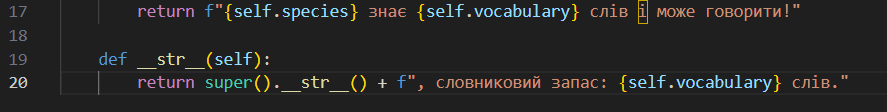 17 return f"{self.species} знає {self.vocabulary} слів і може говорити!"
18
19 def __str__(self):
20 return super().__str__() + f", словниковий запас: {self.vocabulary} слів."